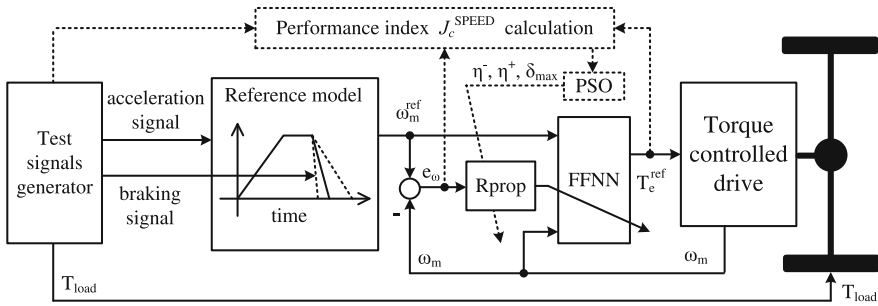 Performance index J_c^SPEED calculation
η⁻, η⁺, δ_max
PSO
Test
signals
generator
acceleration
signal
braking
signal
Reference model
time
ω_m^ref
e_ω
-
Rprop
FFNN
T_e^ref
Torque
controlled
drive
ω_m
ω_m
T_load
T_load